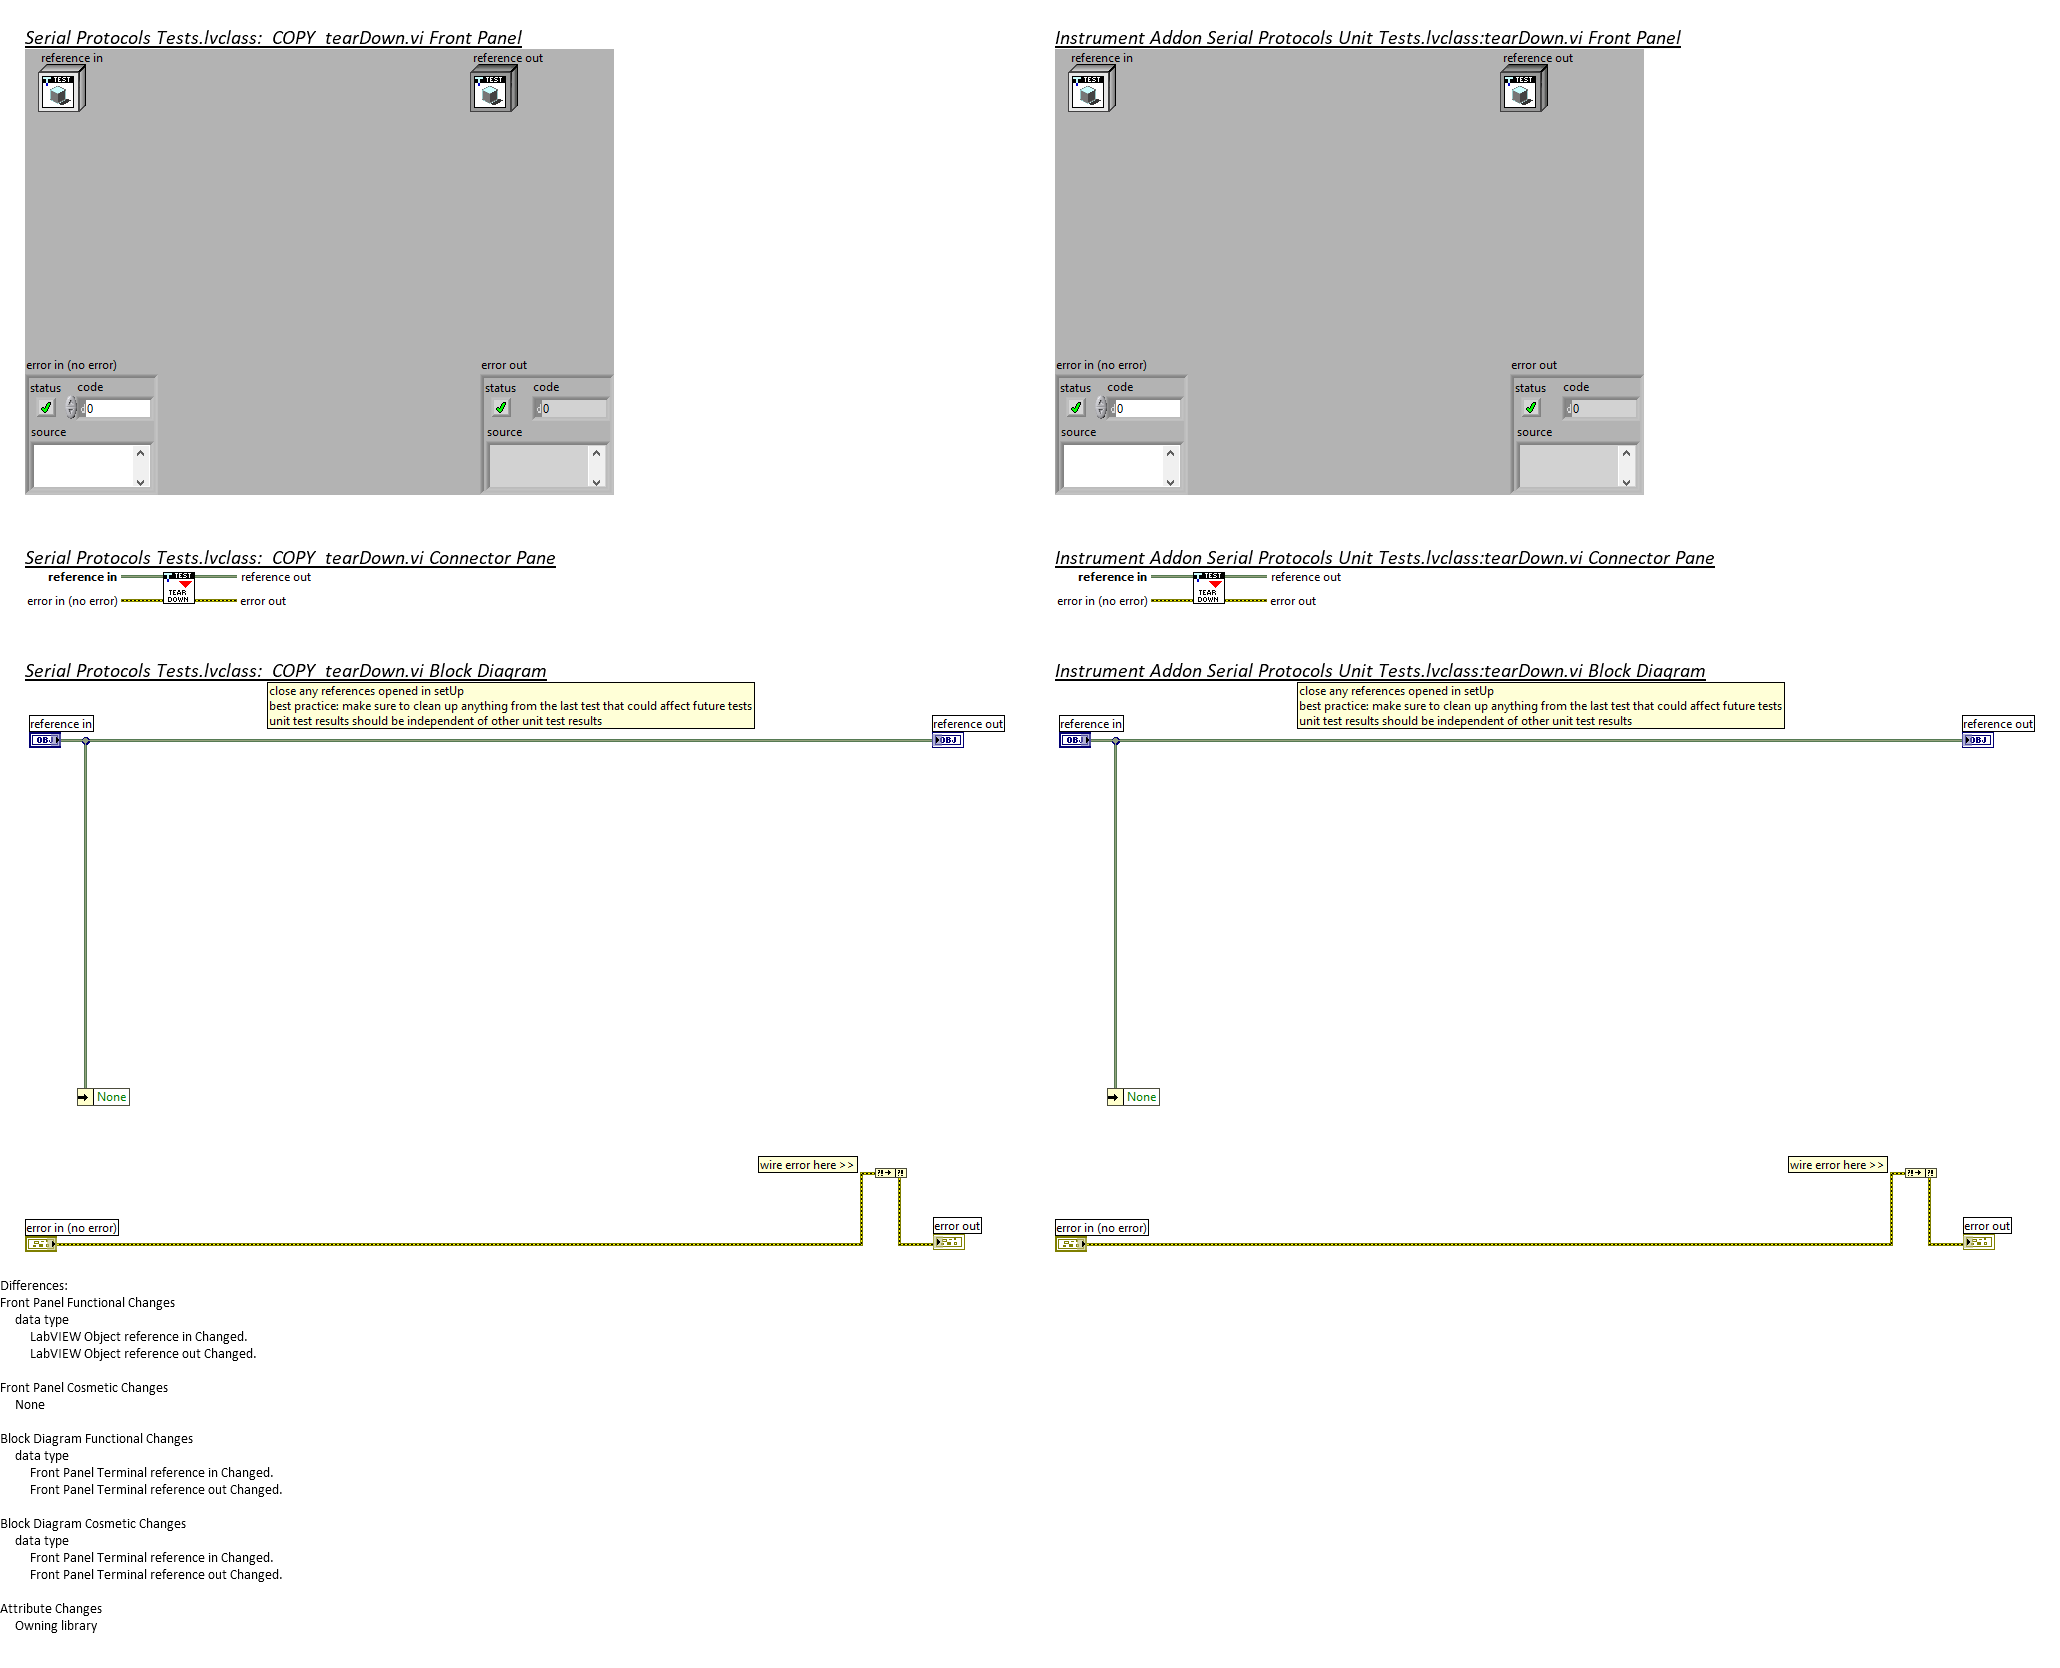 Serial Protocols Tests.lvclass:_COPY_tearDown.vi Front Panel
reference in
reference out
TEST
TEST
error in (no error)
error out
status code
status code
d0
d0
source
source
Serial Protocols Tests.lvclass:_COPY_tearDown.vi Connector Pane
reference in
TEST
reference out
TEAR
DOWN
error in (no error)
error out
Serial Protocols Tests.lvclass:_COPY_tearDown.vi Block Diagram
close any references opened in setUp
best practice: make sure to clean up anything from the last test that could affect future tests
unit test results should be independent of other unit test results
reference in
reference out
OBJ
OBJ
None
wire error here >>
?! ?!
error in (no error)
error out
Instrument Addon Serial Protocols Unit Tests.lvclass:tearDown.vi Front Panel
reference in
reference out
TEST
TEST
error in (no error)
error out
status code
status code
d0
d0
source
source
Instrument Addon Serial Protocols Unit Tests.lvclass:tearDown.vi Connector Pane
reference in
TEST
reference out
TEAR
DOWN
error in (no error)
error out
Instrument Addon Serial Protocols Unit Tests.lvclass:tearDown.vi Block Diagram
close any references opened in setUp
best practice: make sure to clean up anything from the last test that could affect future tests
unit test results should be independent of other unit test results
reference in
reference out
OBJ
OBJ
None
wire error here >>
?! ?!
error in (no error)
error out
Differences:
Front Panel Functional Changes
data type
LabVIEW Object reference in Changed.
LabVIEW Object reference out Changed.
Front Panel Cosmetic Changes
None
Block Diagram Functional Changes
data type
Front Panel Terminal reference in Changed.
Front Panel Terminal reference out Changed.
Block Diagram Cosmetic Changes
data type
Front Panel Terminal reference in Changed.
Front Panel Terminal reference out Changed.
Attribute Changes
Owning library